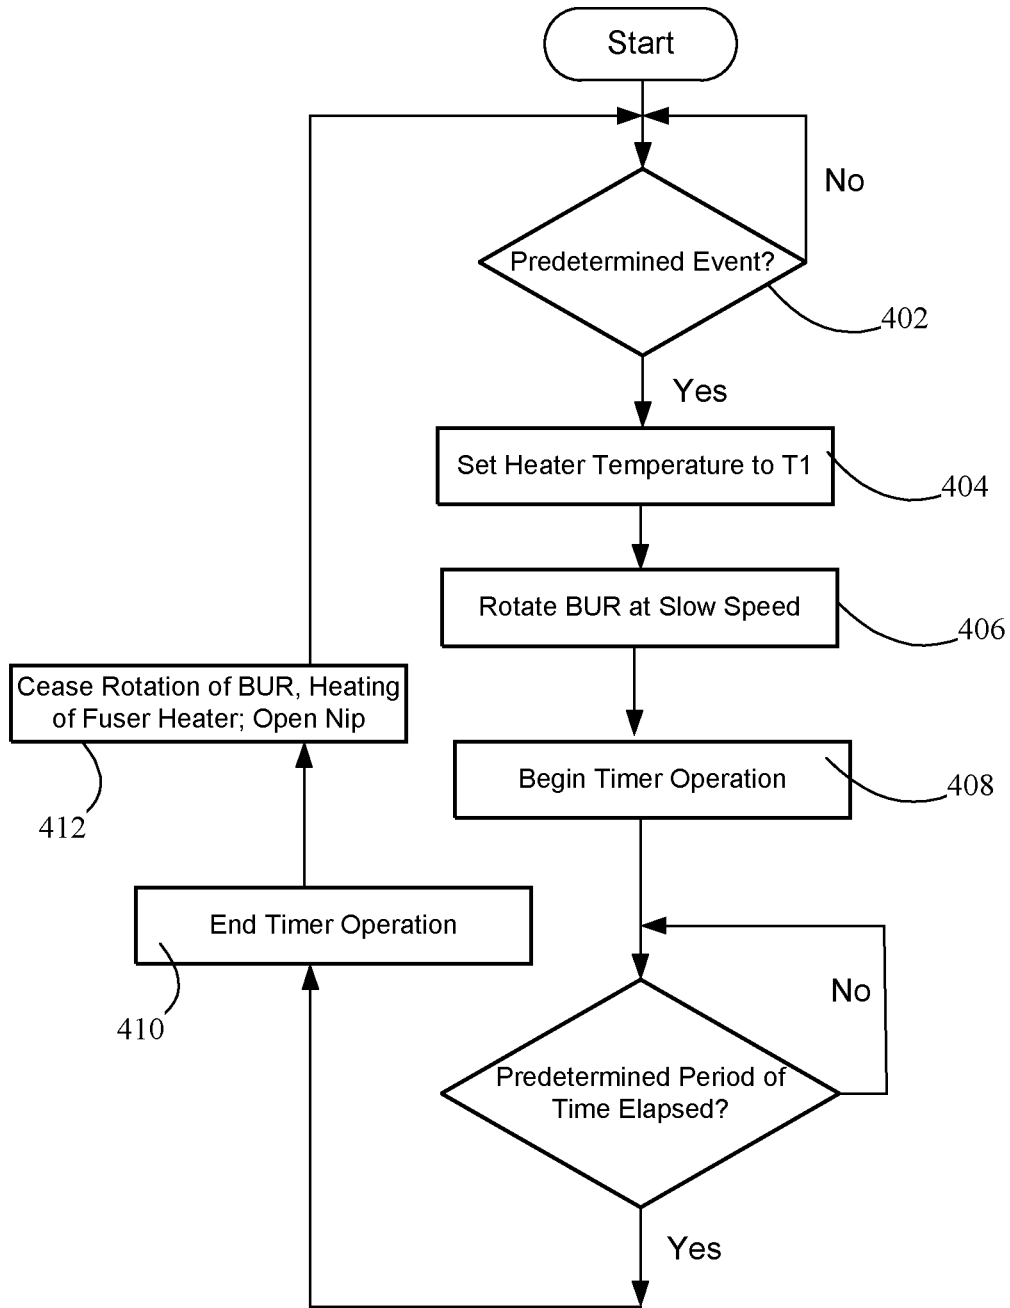 Start
No
Predetermined Event?
402
Yes
Set Heater Temperature to T1
404
Rotate BUR at Slow Speed
406
Cease Rotation of BUR, Heating
of Fuser Heater; Open Nip
412
Begin Timer Operation
408
End Timer Operation
410
No
Predetermined Period of
Time Elapsed?
Yes